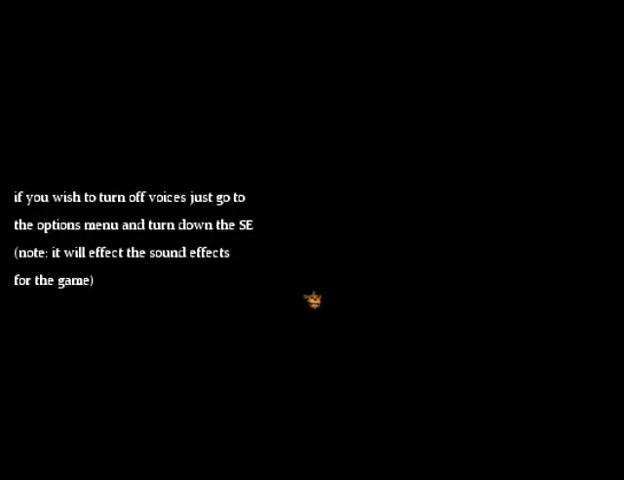 if you wish to turn off voices just go to
the options menu and turn down the SE
(note: it will effect the sound effects
for the game)